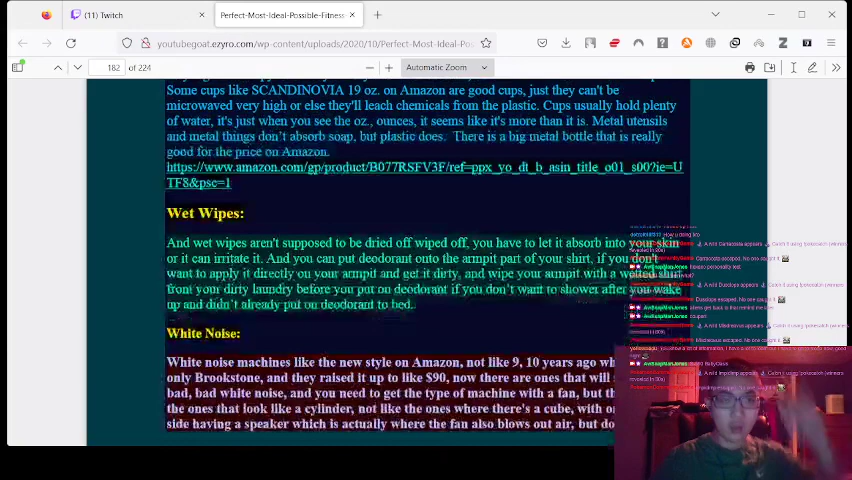 (11) Twitch
Perfect-Most-Ideal-Possible-Fitness
youtubegoat.ezyro.com/wp-content/uploads/2020/10/Perfect-Most-Ideal-Pos
182 of 224
Automatic Zoom
Some cups like SCANDINOVIA 19 oz. on Amazon are good cups, just they can't be
microwaved very high or else they'll leach chemicals from the plastic. Cups usually hold plenty
of water, it's just when you see the oz., ounces, it seems like it's more than it is. Metal utensils
and metal things don't absorb soap, but plastic does. There is a big metal bottle that is really
good for the price on Amazon.
https://www.amazon.com/gp/product/B077RSFV3F/ref=ppx_yo_dt_b_asin_title_o01_s00?ie=U
TF8&psc=1
Wet Wipes:
And wet wipes aren't supposed to be dried off wiped off, you have to let it absorb into your skin
or it can irritate it. And you can put deodorant onto the armpit part of your shirt, if you don't
want to apply it directly on your armpit and get it dirty, and wipe your armpit with a wetted shirt
from your dirty laundry before you put on deodorant if you don't want to shower after you wake
up and didn't already put on deodorant to bed.
White Noise:
White noise machines like the new style on Amazon, not like 9, 10 years ago wh
only Brookstone, and they raised it up to like $90, now there are ones that will s
bad, bad white noise, and you need to get the type of machine with a fan, but th
the ones that look like a cylinder, not like the ones where there's a cube, with o
side having a speaker which is actually where the fan also blows out air, but do